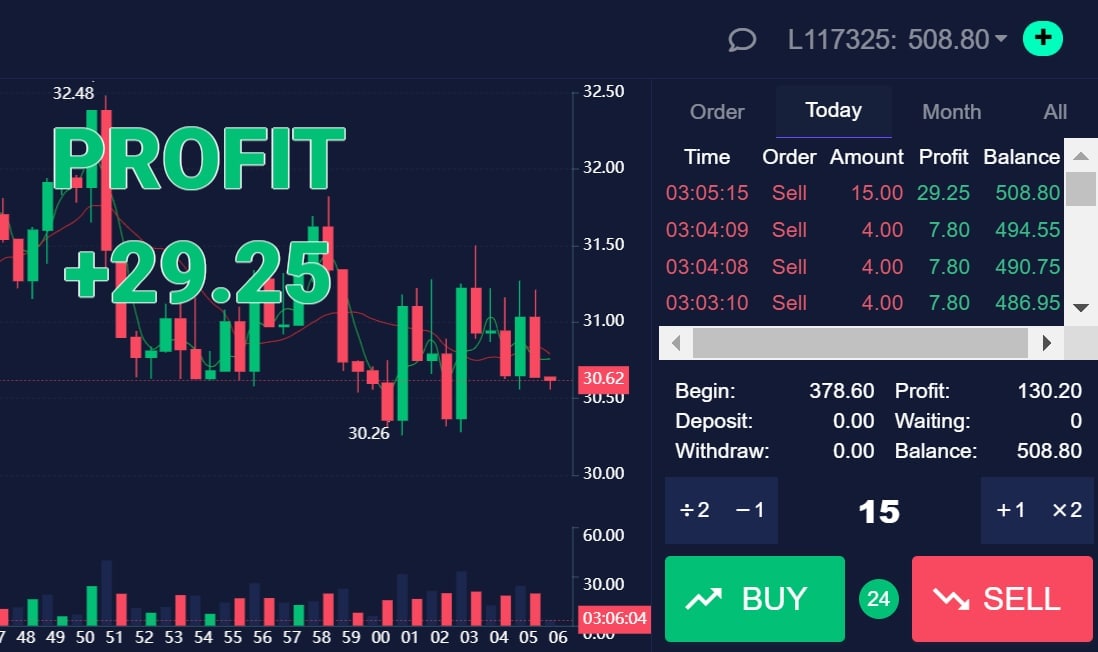 L117325: 508.80
+
32.48
PROFIT
+29.25
30.26
32.50
32.00
31.50
31.00
30.62
30.50
30.00
60.00
30.00
03:06:04
0.00
7 48 49 50 51 52 53 54 55 56 57 58 59 00 01 02 03 04 05 06
Order Today Month All
Time Order Amount Profit Balance
03:05:15 Sell 15.00 29.25 508.80
03:04:09 Sell 4.00 7.80 494.55
03:04:08 Sell 4.00 7.80 490.75
03:03:10 Sell 4.00 7.80 486.95
Begin: 378.60 Profit: 130.20
Deposit: 0.00 Waiting: 0
Withdraw: 0.00 Balance: 508.80
÷2 −1 15 +1 ×2
BUY 24 SELL